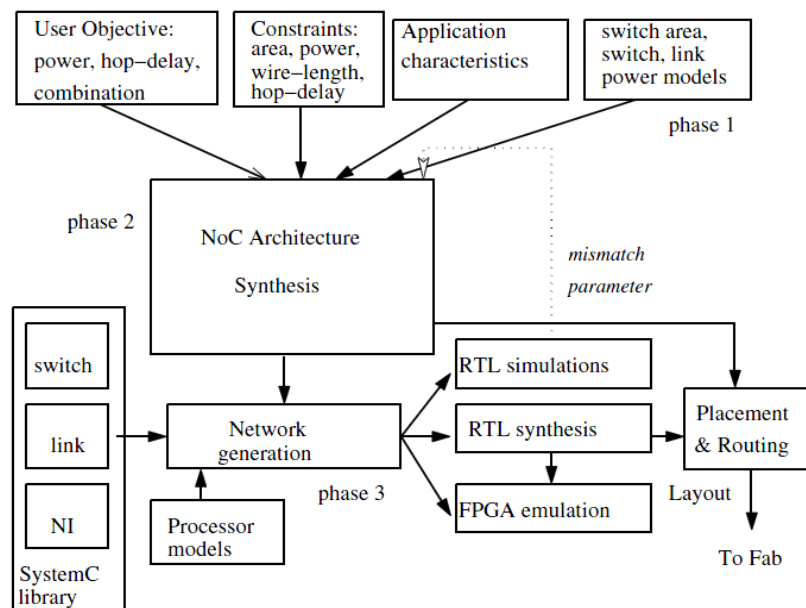 User Objective:
power, hop−delay,
combination
Constraints:
area, power,
wire−length,
hop−delay
Application
characteristics
switch area,
switch, link
power models
phase 1
phase 2
NoC Architecture
Synthesis
mismatch
parameter
switch
link
NI
SystemC
library
Network
generation
phase 3
Processor
models
RTL simulations
RTL synthesis
FPGA emulation
Placement
& Routing
Layout
To Fab